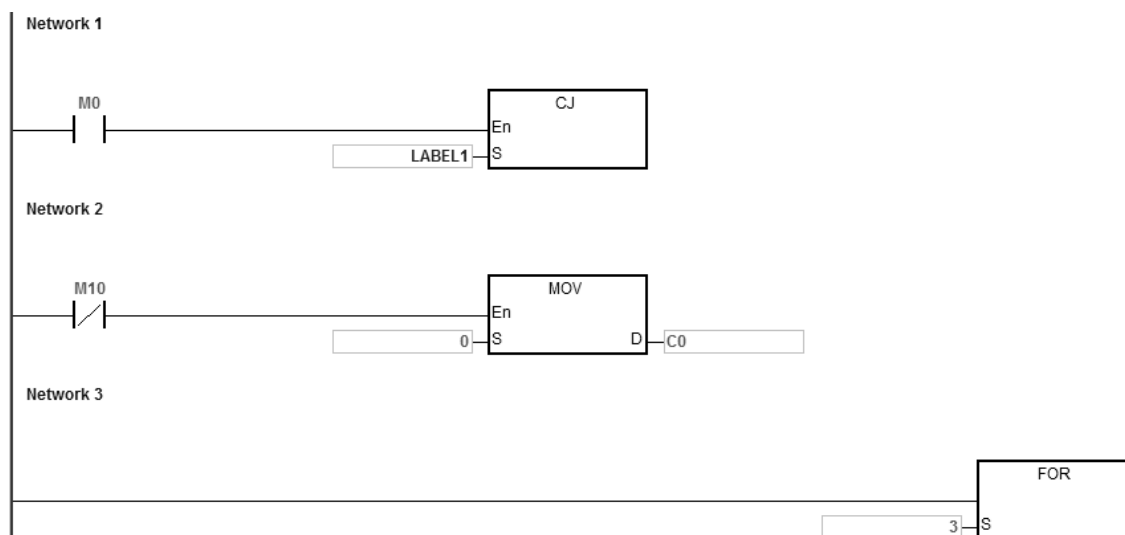 Network 1
M0
CJ
En
LABEL1 S
Network 2
M10
MOV
En
0 S D C0
Network 3
FOR
3 S